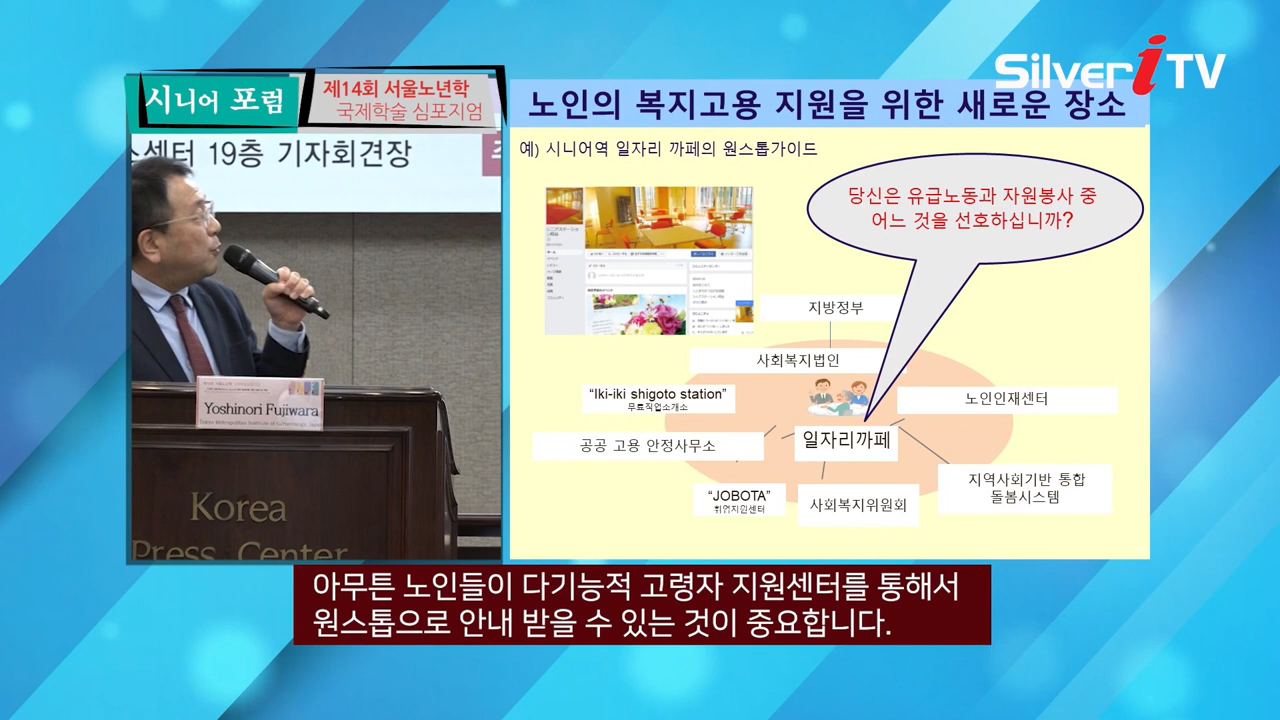 Silver i TV
시니어 포럼
제14회 서울노년학
국제학술 심포지엄
센터 19층 기자회견장
Yoshinori Fujiwara
Tokyo Metropolitan Institute of Gerontology, Japan
Korea
Press Center
노인의 복지고용 지원을 위한 새로운 장소
예) 시니어역 일자리 까페의 원스톱가이드
당신은 유급노동과 자원봉사 중
어느 것을 선호하십니까?
지방정부
사회복지법인
“Iki-iki shigoto station”
무료직업소개소
노인인재센터
공공 고용 안정사무소
일자리까페
“JOBOTA”
취업지원센터
사회복지위원회
지역사회기반 통합
돌봄시스템
아무튼 노인들이 다기능적 고령자 지원센터를 통해서
원스톱으로 안내 받을 수 있는 것이 중요합니다.